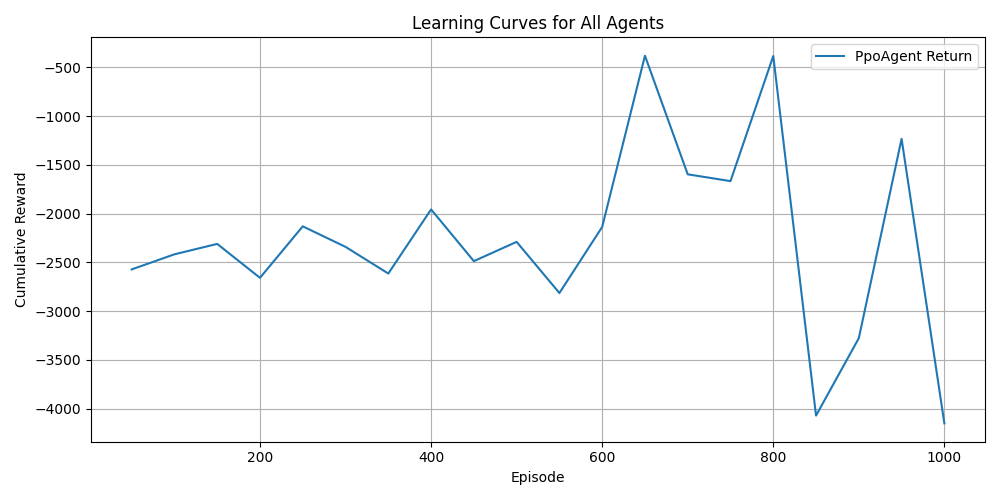 Learning Curves for All Agents
PpoAgent Return
−500
−1000
−1500
−2000
−2500
−3000
−3500
−4000
Cumulative Reward
200 400 600 800 1000
Episode